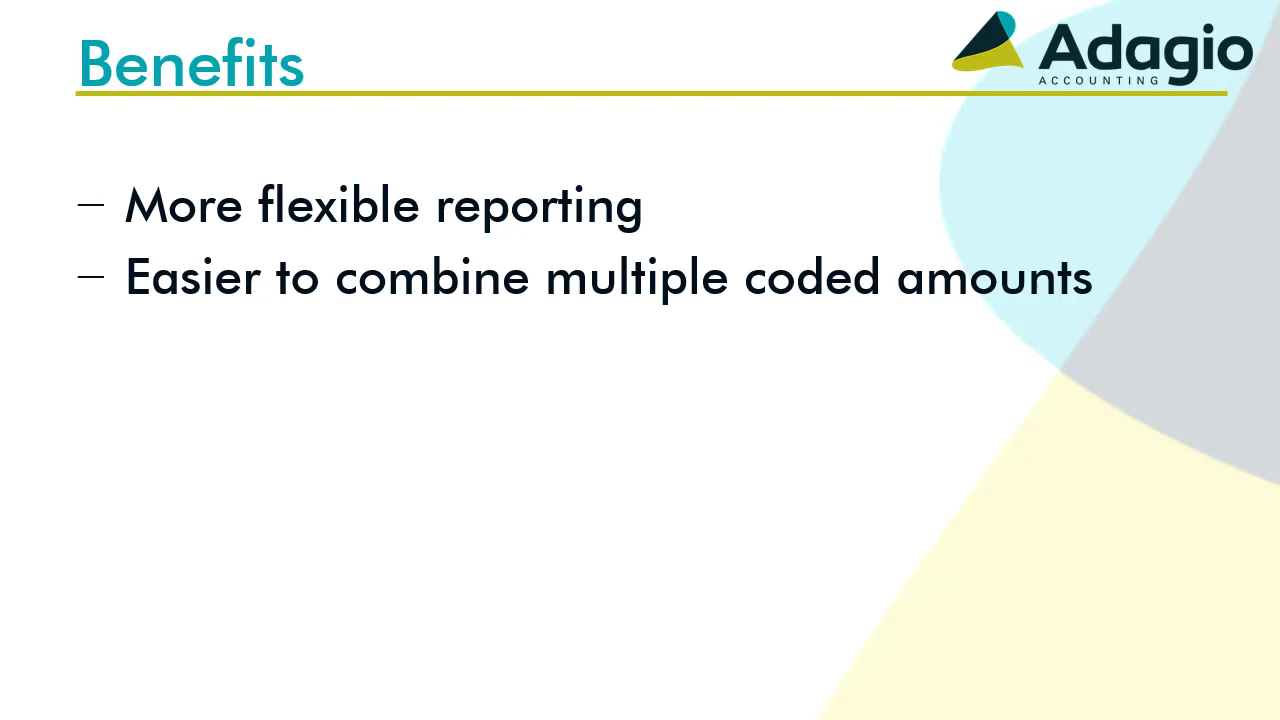 Benefits
Adagio
ACCOUNTING
– More flexible reporting
– Easier to combine multiple coded amounts